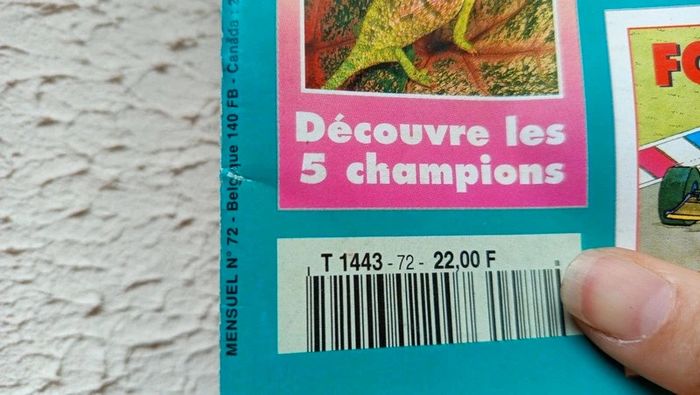 Découvre les
5 champions
T 1443 - 72 - 22,00 F
MENSUEL N° 72 - Belgique 140 FB - Canada :